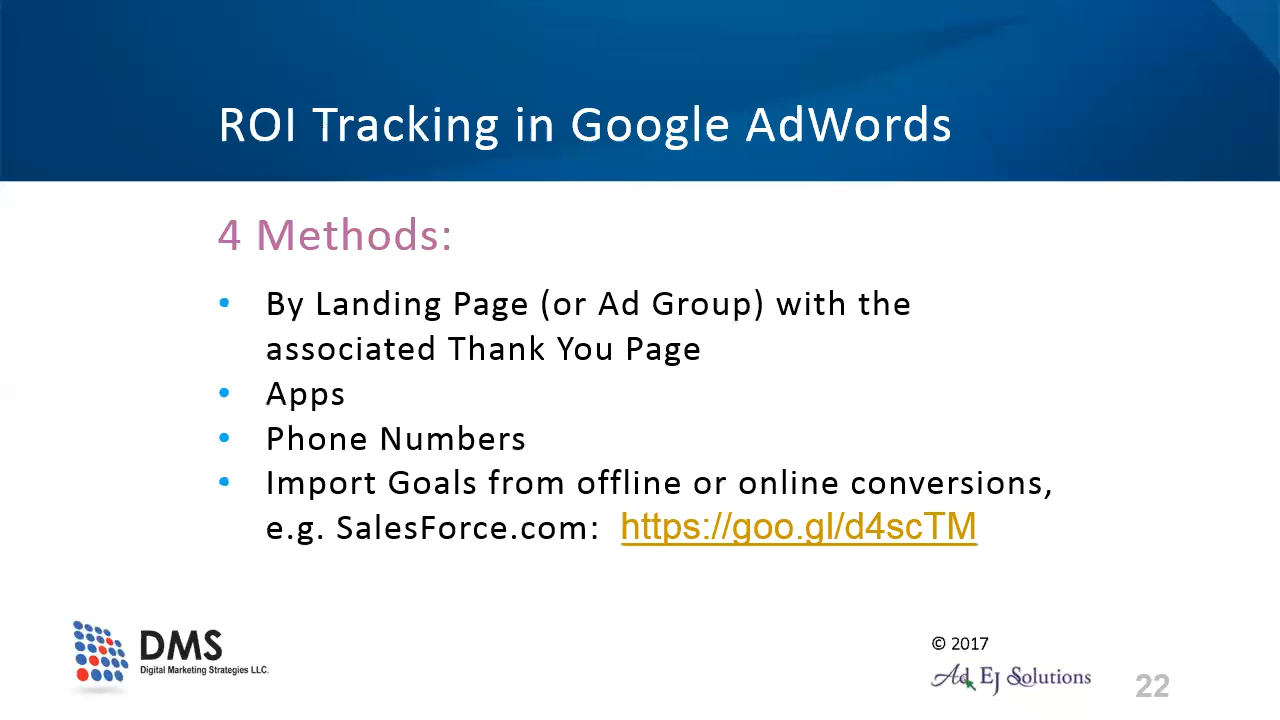 ROI Tracking in Google AdWords
4 Methods:
• By Landing Page (or Ad Group) with the
associated Thank You Page
• Apps
• Phone Numbers
• Import Goals from offline or online conversions,
e.g. SalesForce.com: https://goo.gl/d4scTM
DMS
Digital Marketing Strategies LLC.
© 2017
Ad Ej Solutions
22